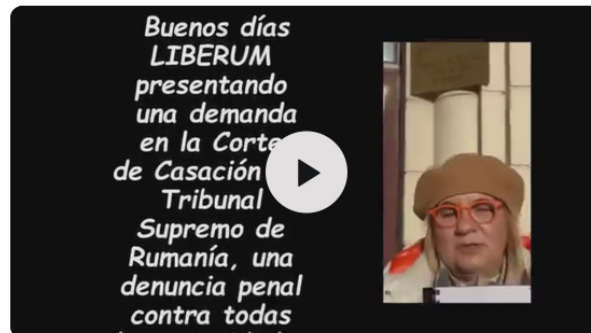 Buenos días
LIBERUM
presentando
una demanda
en la Corte
de Casación
Tribunal
Supremo de
Rumanía, una
denuncia penal
contra todas